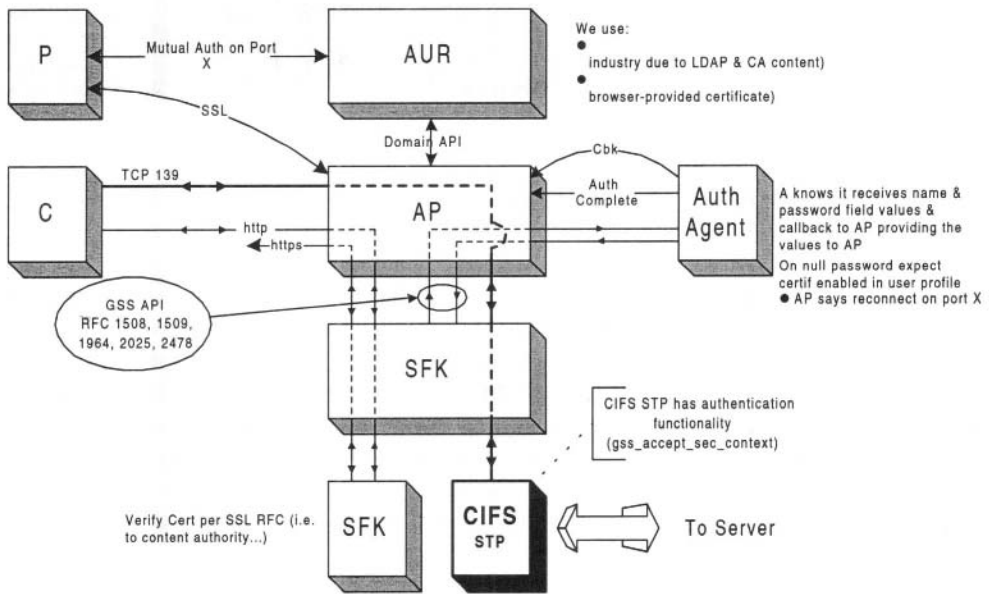 P
Mutual Auth on Port
X
AUR
We use:
● industry due to LDAP & CA content)
● browser-provided certificate)
SSL
Domain API
Cbk
TCP 139
C
AP
Auth
Complete
Auth
Agent
A knows it receives name &
password field values &
callback to AP providing the
values to AP
On null password expect
certif enabled in user profile
● AP says reconnect on port X
http
https
GSS API
RFC 1508, 1509,
1964, 2025, 2478
SFK
CIFS STP has authentication
functionality
(gss_accept_sec_context)
Verify Cert per SSL RFC (i.e.
to content authority...)
SFK
CIFS
STP
To Server